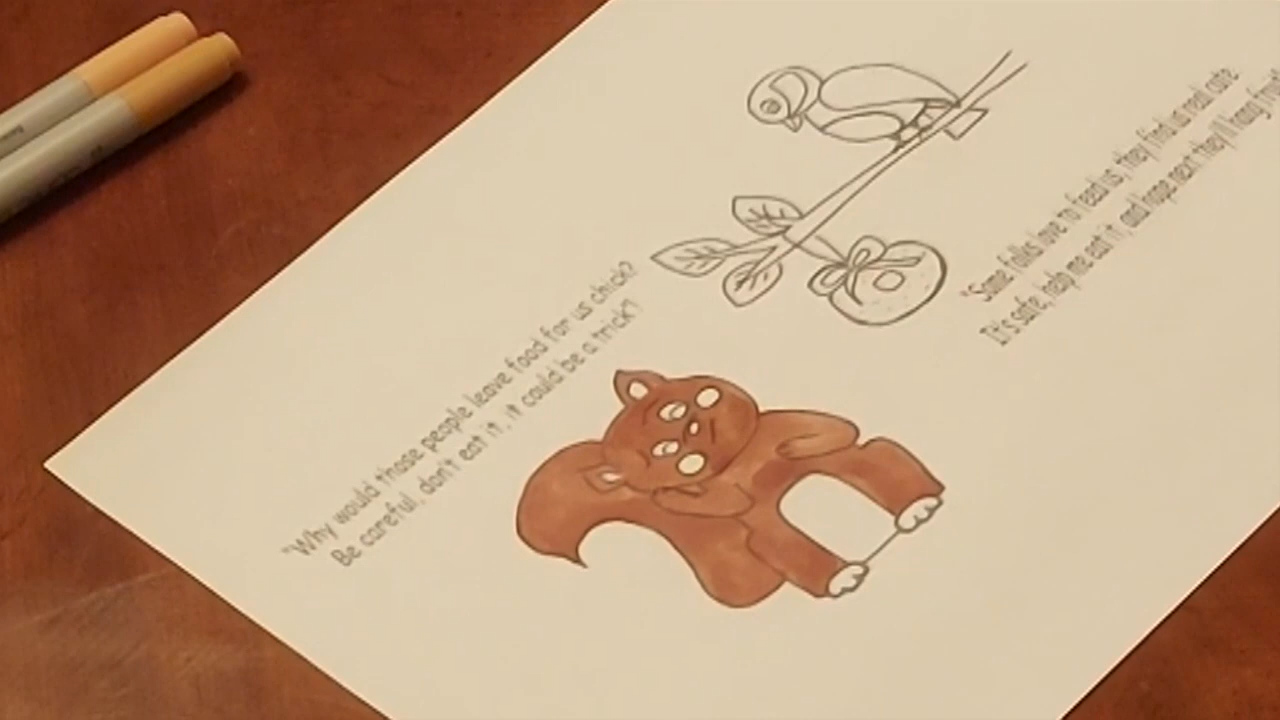 "Why would those people leave food for us chick?
Be careful, don't eat it, it could be a trick"!
"Some folks love to feed us, they find us real cute
It's safe, help me eat it, and hope next they'll hang fruit"